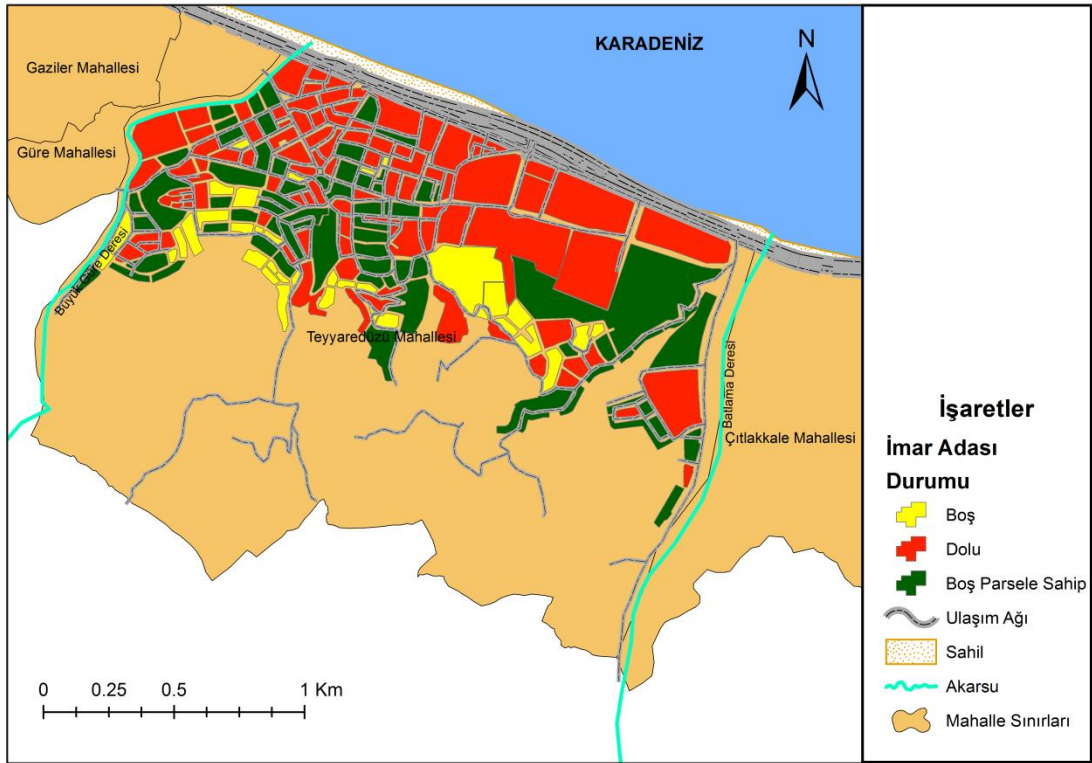 KARADENİZ
N
Gaziler Mahallesi
Güre Mahallesi
Büyük Güre Deresi
Teyyaredüzü Mahallesi
Batlama Deresi
Çıtlakkale Mahallesi
0 0.25 0.5 1 Km
İşaretler
İmar Adası
Durumu
Boş
Dolu
Boş Parsele Sahip
Ulaşım Ağı
Sahil
Akarsu
Mahalle Sınırları